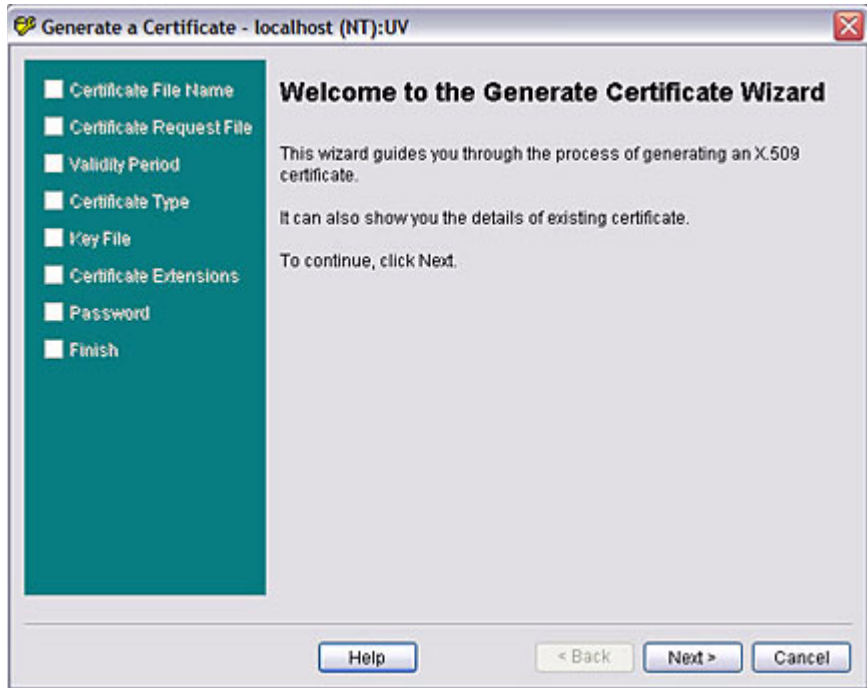 Generate a Certificate - localhost (NT):UV
Certificate File Name
Certificate Request File
Validity Period
Certificate Type
Key File
Certificate Extensions
Password
Finish
Welcome to the Generate Certificate Wizard
This wizard guides you through the process of generating an X.509
certificate.
It can also show you the details of existing certificate.
To continue, click Next.
Help
< Back
Next >
Cancel